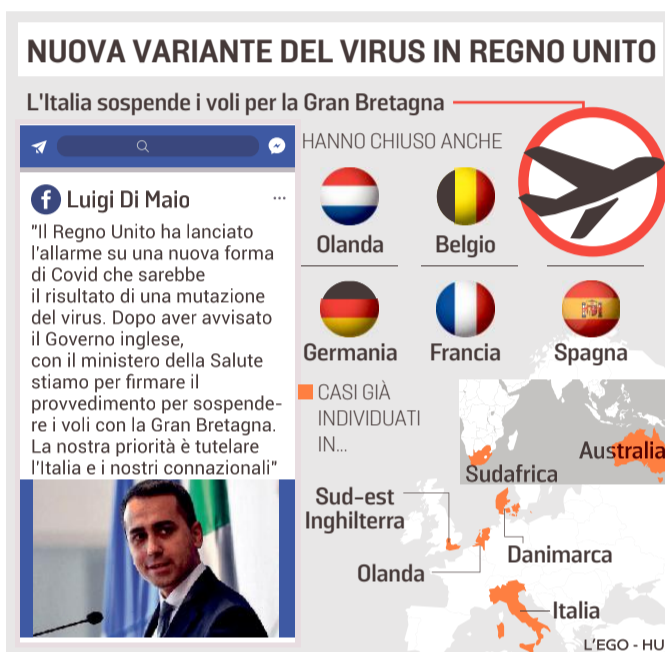 NUOVA VARIANTE DEL VIRUS IN REGNO UNITO
L'Italia sospende i voli per la Gran Bretagna
f Luigi Di Maio ...
"Il Regno Unito ha lanciato
l'allarme su una nuova forma
di Covid che sarebbe
il risultato di una mutazione
del virus. Dopo aver avvisato
il Governo inglese,
con il ministero della Salute
stiamo per firmare il
provvedimento per sospende-
re i voli con la Gran Bretagna.
La nostra priorità è tutelare
l'Italia e i nostri connazionali"
HANNO CHIUSO ANCHE
Olanda
Belgio
Germania
Francia
Spagna
CASI GIÀ
INDIVIDUATI
IN...
Australia
Sudafrica
Sud-est
Inghilterra
Danimarca
Olanda
Italia
L'EGO - HU